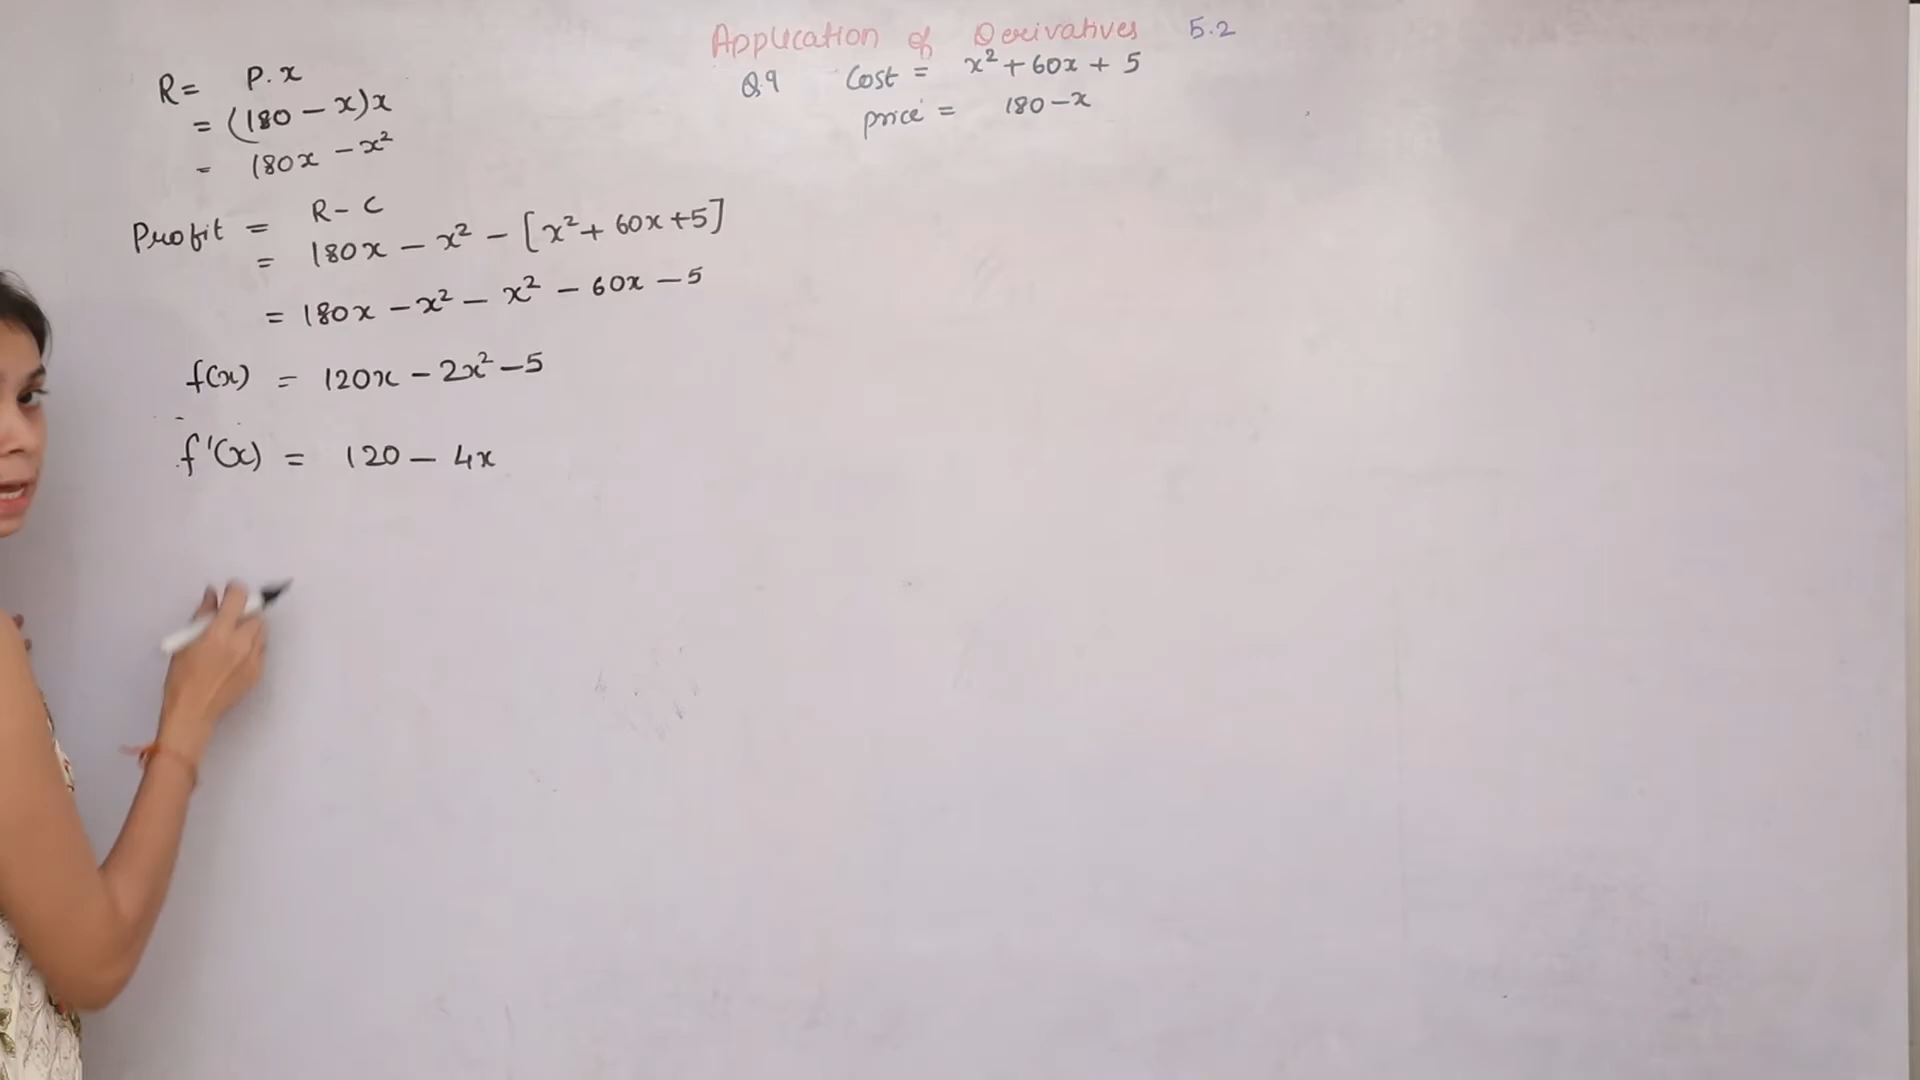 Application of Derivatives 5.2
Q.9 Cost = x² + 60x + 5
price = 180 - x
R = P.x
= (180 - x)x
= 180x - x²
Profit = R - C
= 180x - x² - [x² + 60x + 5]
= 180x - x² - x² - 60x - 5
f(x) = 120x - 2x² - 5
f'(x) = 120 - 4x